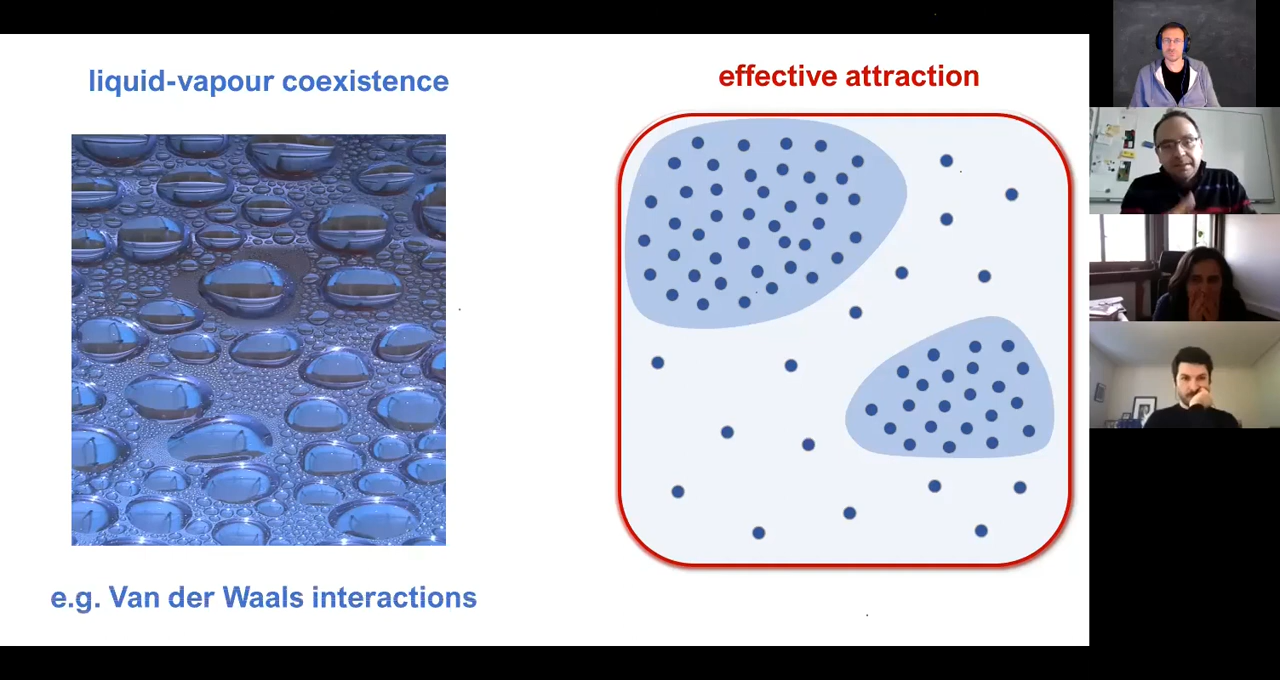 liquid-vapour coexistence
effective attraction
e.g. Van der Waals interactions